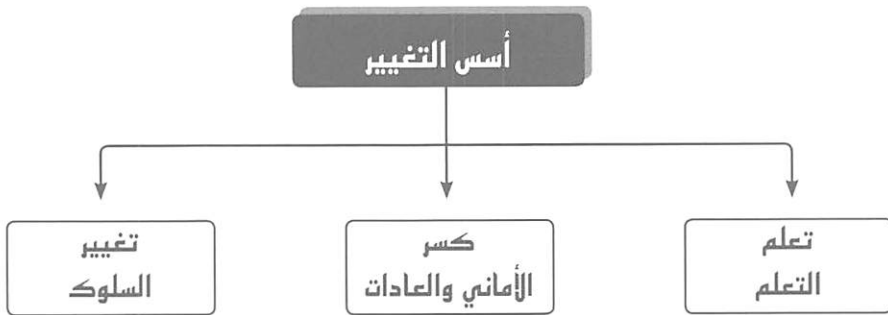 أسس التغيير
تعلم
التعلم
كسر
الأماني والعادات
تغيير
السلوك